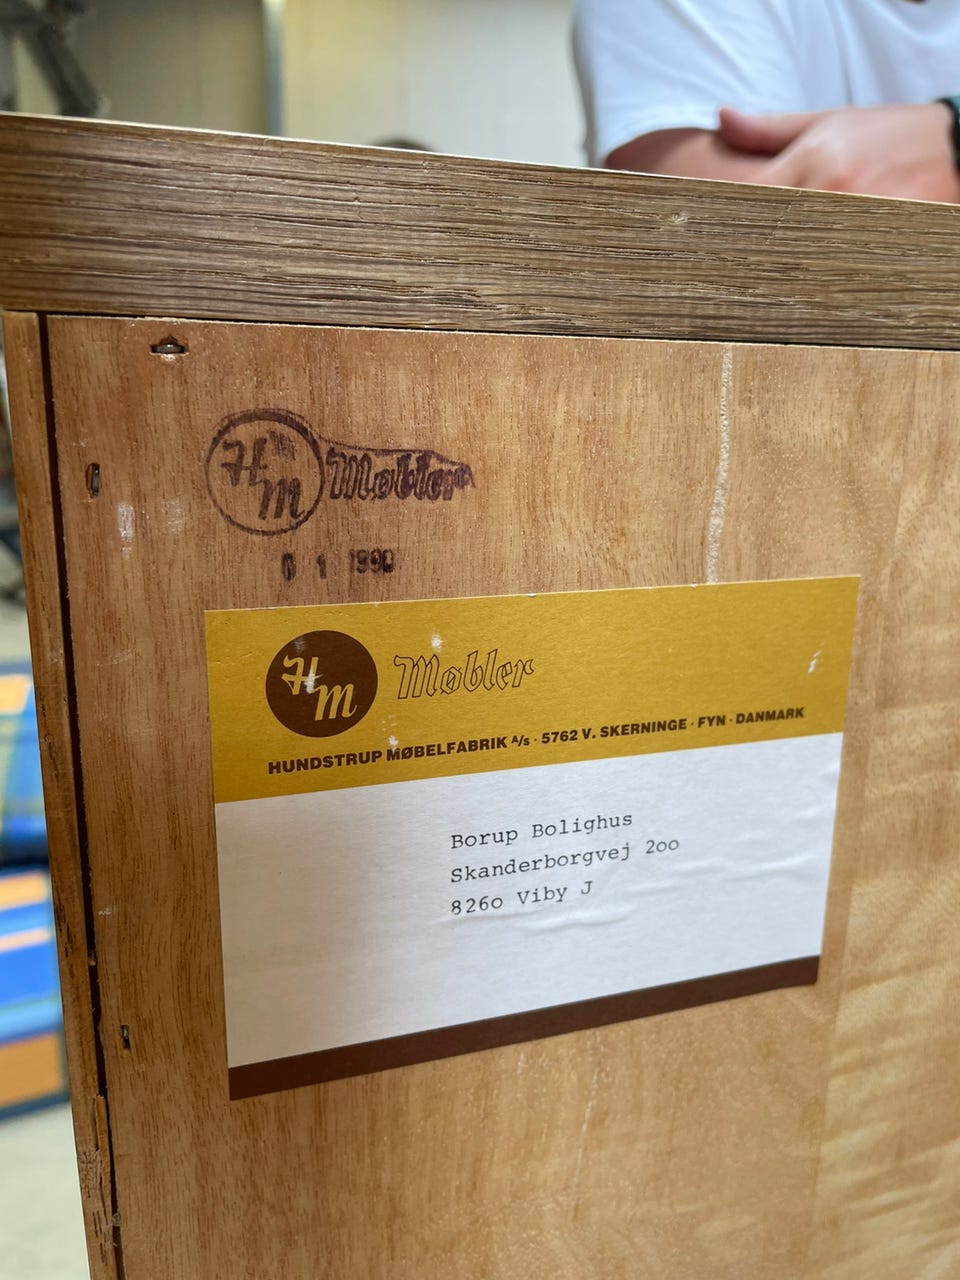 HM Møbler
0 1 1990
HM Møbler
HUNDSTRUP MØBELFABRIK A/S · 5762 V. SKERNINGE · FYN · DANMARK
Borup Bolighus
Skanderborgvej 2oo
826o Viby J